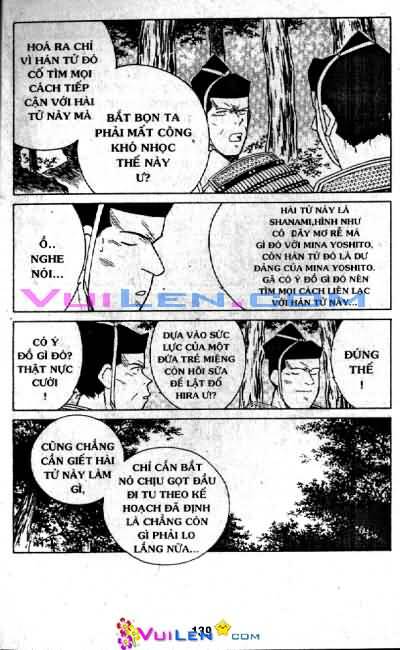 HOÁ RA CHỈ
VÌ HÁN TỬ ĐÓ
CỐ TÌM MỌI
CÁCH TIẾP
CẬN VỚI HÀI
TỬ NÀY MÀ
BẮT BỌN TA
PHẢI MẤT CÔNG
KHÓ NHỌC
THẾ NÀY
Ư?
HÀI TỬ NÀY LÀ
SHANAMI,HÌNH NHƯ
CÓ DÂY MƠ RỄ MÁ
GÌ ĐÓ VỚI MINA YOSHITO,
CÒN HÁN TỬ ĐÓ LÀ DƯ
ĐẢNG CỦA MINA YOSHITO.
GÃ CÓ Ý ĐỒ GÌ ĐÓ NÊN
TÌM MỌI CÁCH LIÊN LẠC
VỚI HÀN TỬ NÀY...
Ồ..
NGHE
NÓI...
VUILEN.COM
ĐÚNG
THẾ
!
DỰA VÀO SỨC
LỰC CỦA MỘT
ĐỨA TRẺ MIỆNG
CÒN HÔI SỮA
ĐỂ LẬT ĐỔ
HIRA Ư!?
CÓ Ý
ĐỒ GÌ ĐÓ?
THẬT NỰC
CƯỜI
!
CŨNG CHẲNG
CẦN GIẾT HÀI
TỬ NÀY LÀM
GÌ,
CHỈ CẦN BẮT
NÓ CHỊU GỌT ĐẦU
ĐI TU THEO KẾ
HOẠCH ĐÃ ĐỊNH
LÀ CHẲNG CÒN
GÌ PHẢI LO
LẮNG NỮA...
139
VUILEN.COM